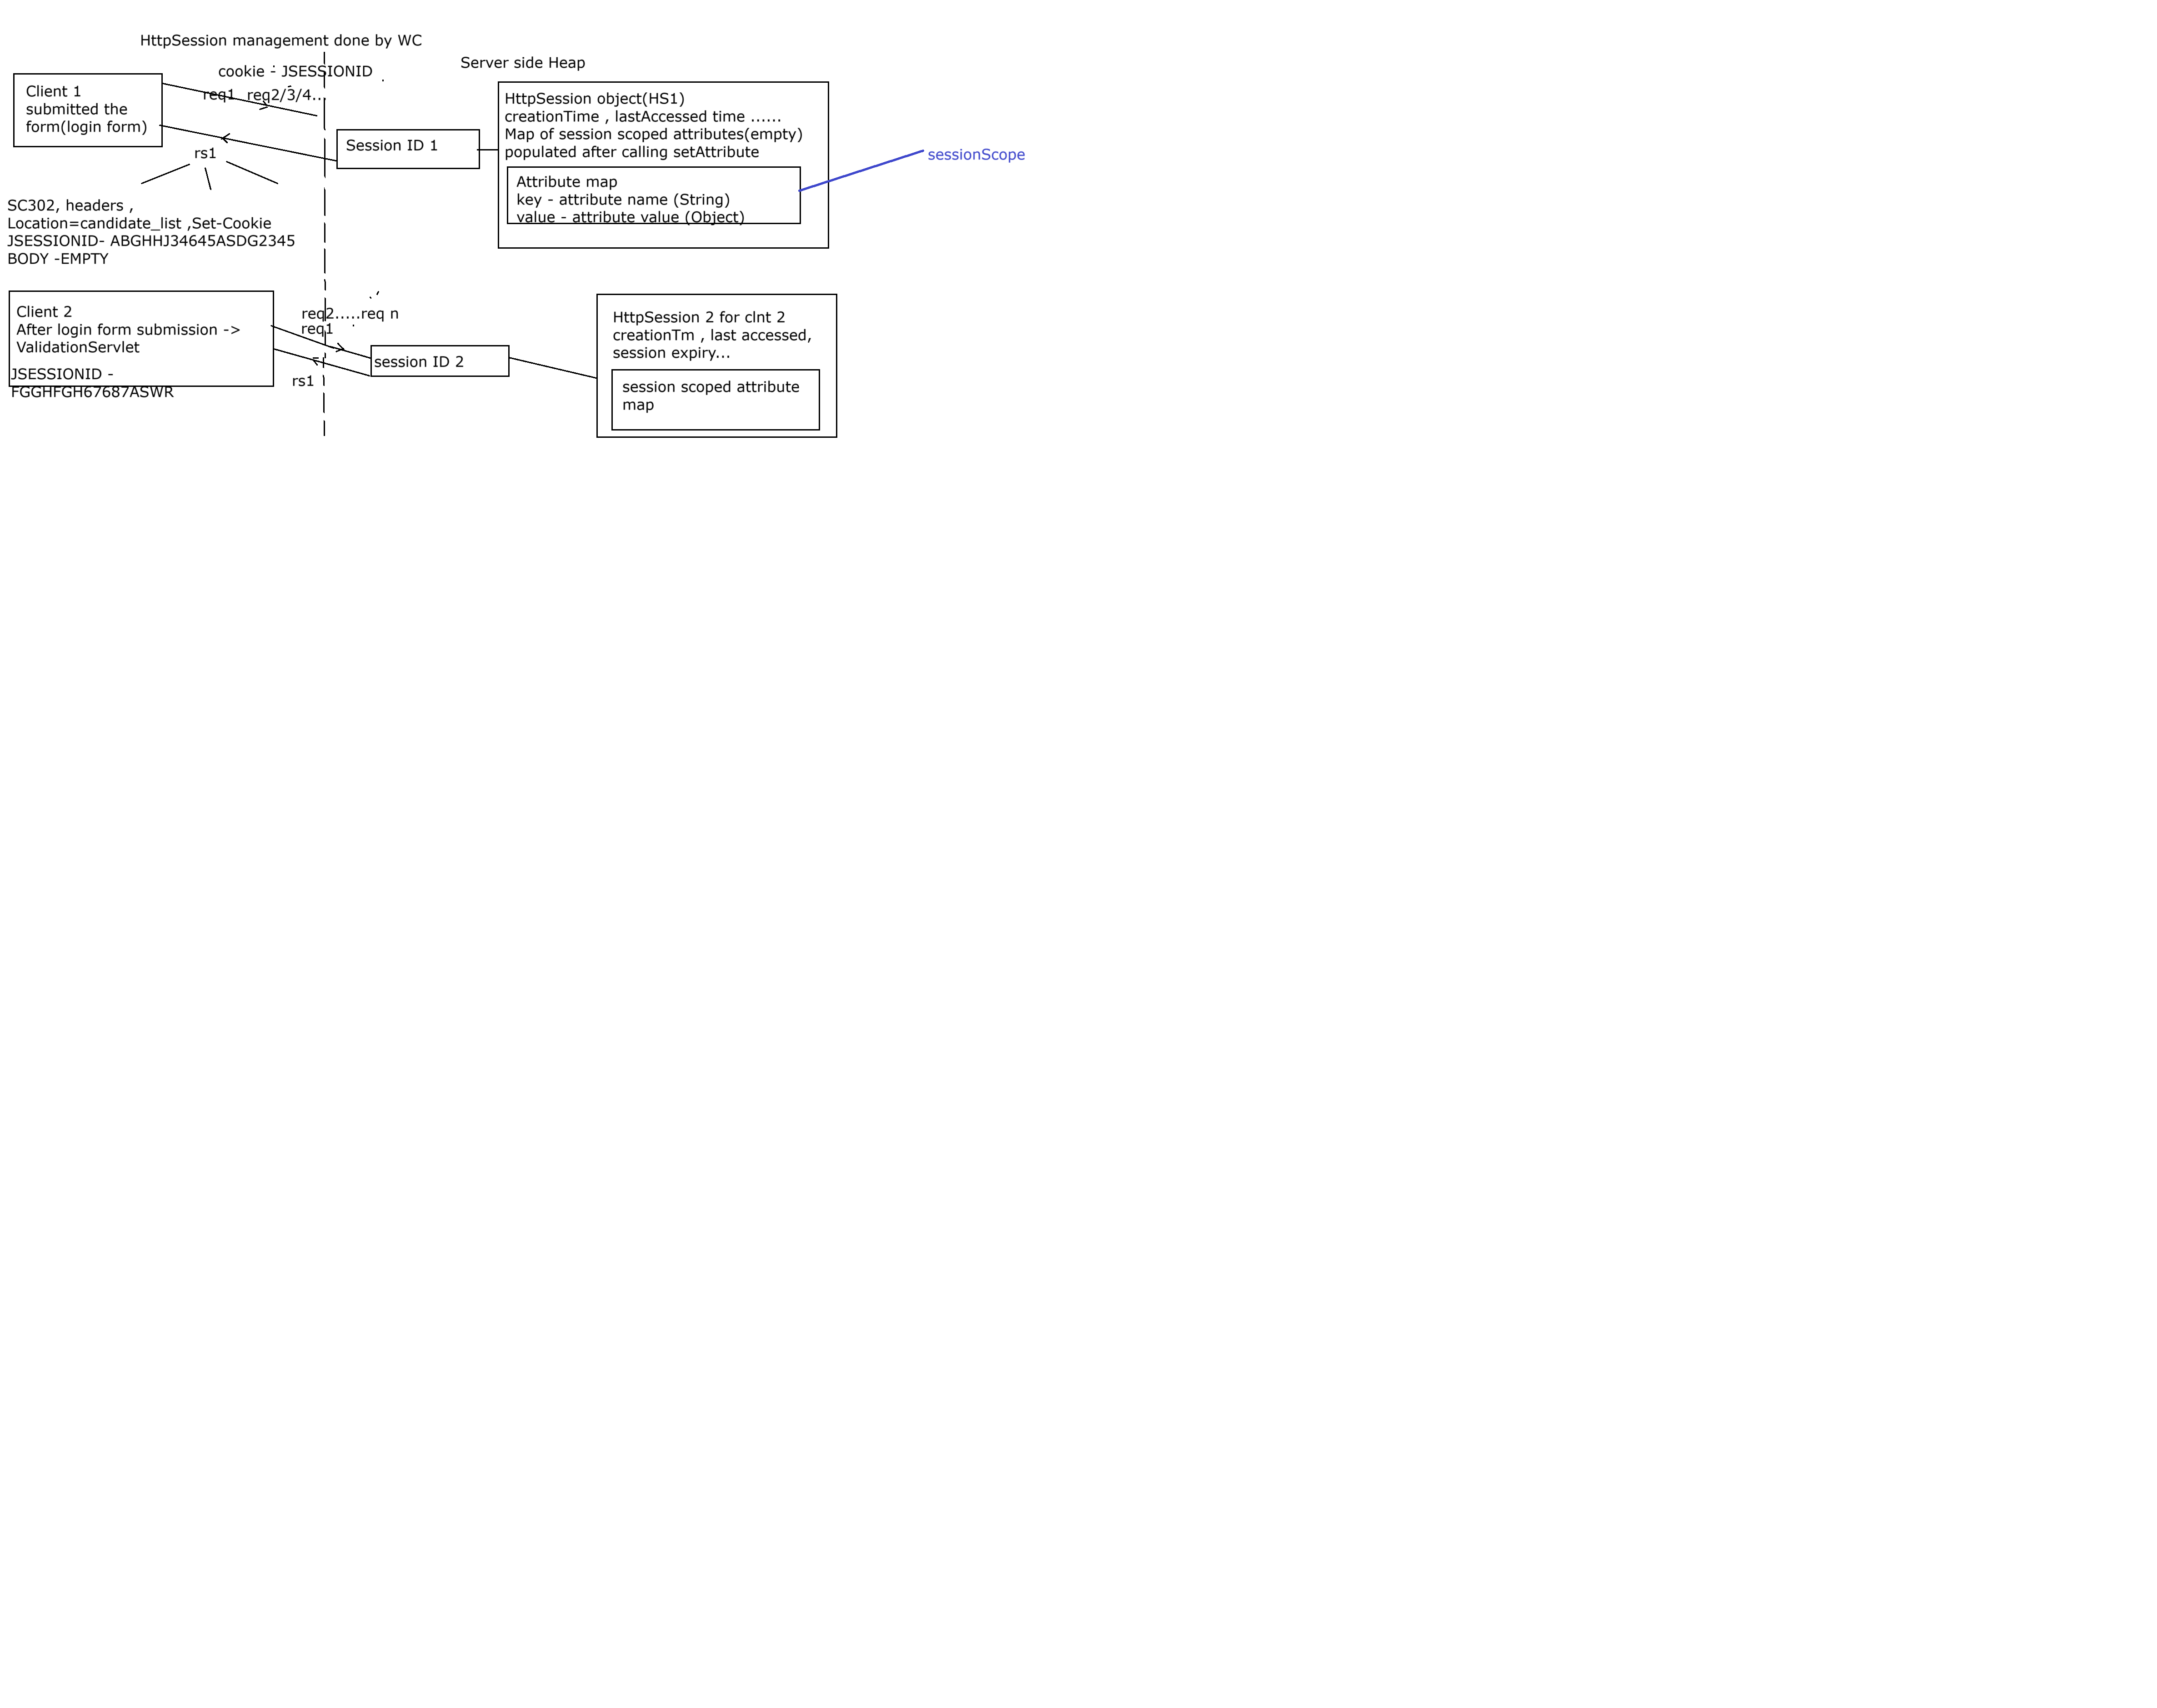 HttpSession management done by WC
cookie - JSESSIONID
Server side Heap
Client 1
submitted the
form(login form)
req1 req2/3/4...
rs1
Session ID 1
HttpSession object(HS1)
creationTime , lastAccessed time ......
Map of session scoped attributes(empty)
populated after calling setAttribute
Attribute map
key - attribute name (String)
value - attribute value (Object)
sessionScope
SC302, headers ,
Location=candidate_list ,Set-Cookie
JSESSIONID- ABGHHJ34645ASDG2345
BODY -EMPTY
Client 2
After login form submission ->
ValidationServlet
JSESSIONID -
FGGHFGH67687ASWR
req2.....req n
req1
rs1
session ID 2
HttpSession 2 for clnt 2
creationTm , last accessed,
session expiry...
session scoped attribute
map